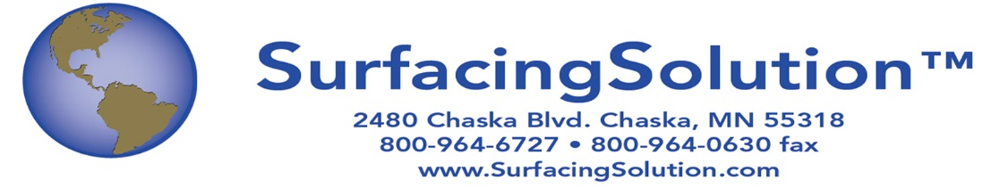 SurfacingSolution™
2480 Chaska Blvd. Chaska, MN 55318
800-964-6727 • 800-964-0630 fax
www.SurfacingSolution.com